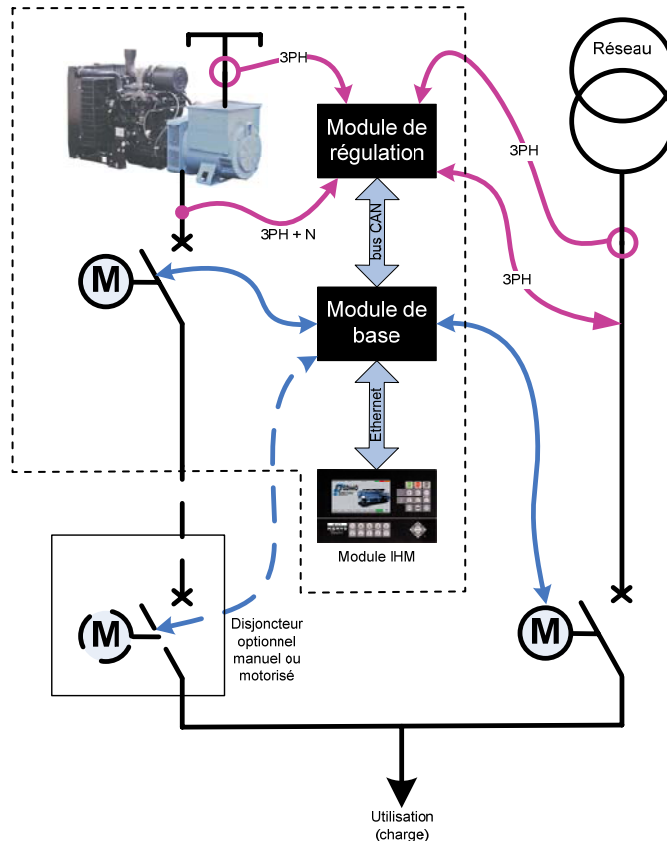 Réseau
3PH
Module de
régulation
3PH
3PH + N
bus CAN
3PH
M
Module de
base
Ethernet
Module IHM
M
Disjoncteur
optionnel
manuel ou
motorisé
M
Utilisation
(charge)